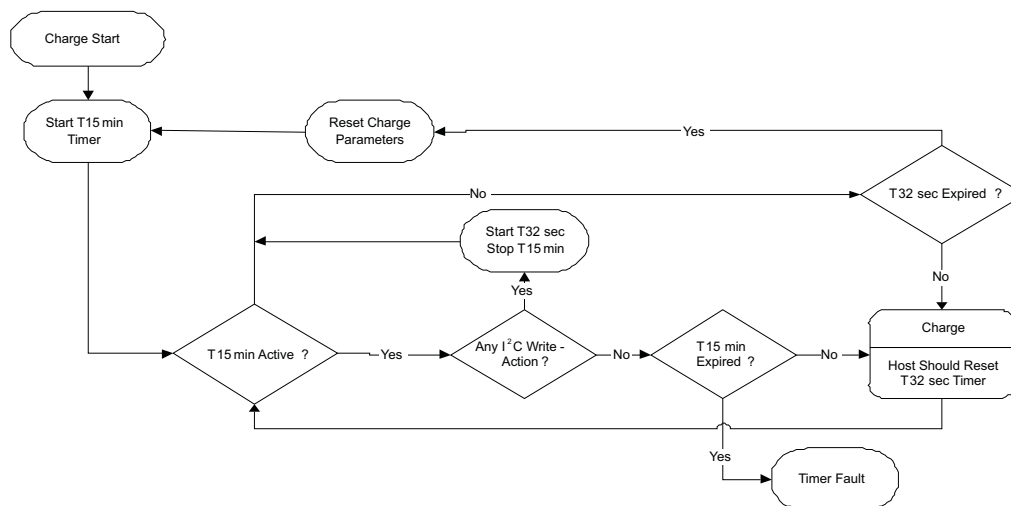 Charge Start
Start T15 min
Timer
Reset Charge
Parameters
Yes
T32 sec Expired ?
No
Start T32 sec
Stop T15 min
No
Yes
Charge
T15 min Active ?
Yes
Any I²C Write -
Action ?
No
T15 min
Expired ?
No
Host Should Reset
T32 sec Timer
Yes
Timer Fault